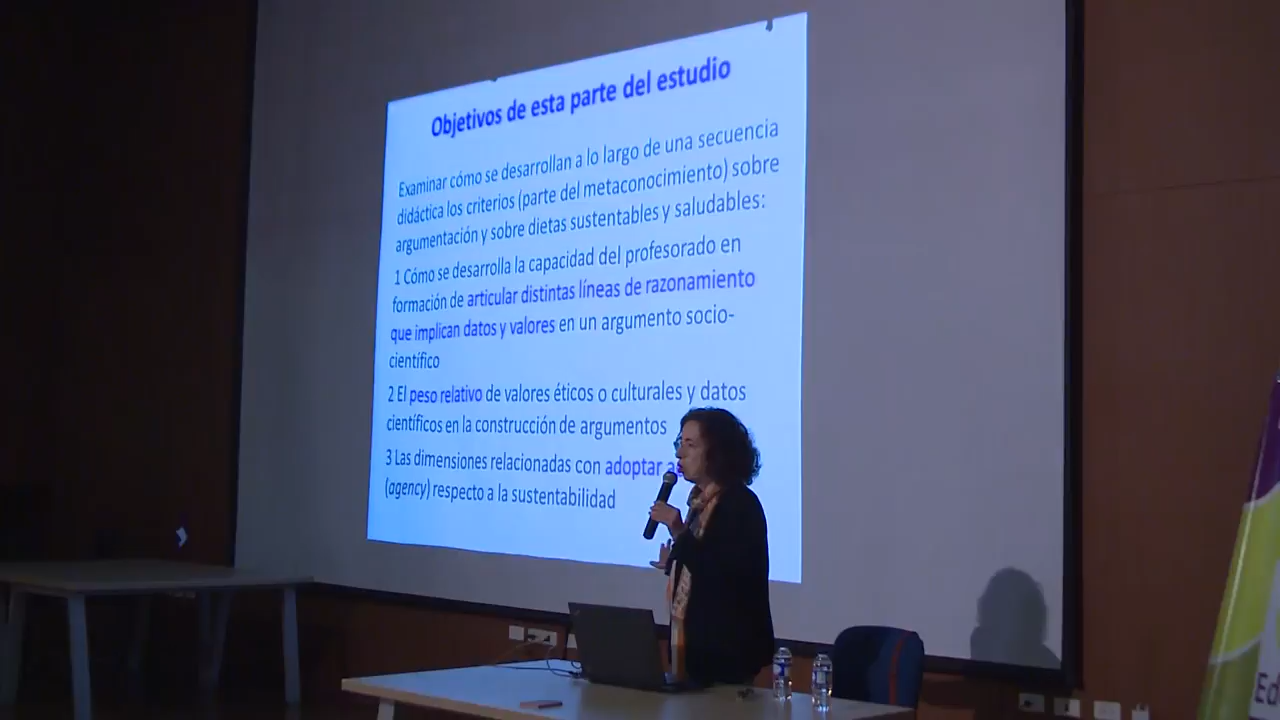 Objetivos de esta parte del estudio
Examinar cómo se desarrollan a lo largo de una secuencia
didáctica los criterios (parte del metaconocimiento) sobre
argumentación y sobre dietas sustentables y saludables:
1 Cómo se desarrolla la capacidad del profesorado en
formación de articular distintas líneas de razonamiento
que implican datos y valores en un argumento socio-
científico
2 El peso relativo de valores éticos o culturales y datos
científicos en la construcción de argumentos
3 Las dimensiones relacionadas con adoptar
(agency) respecto a la sustentabilidad